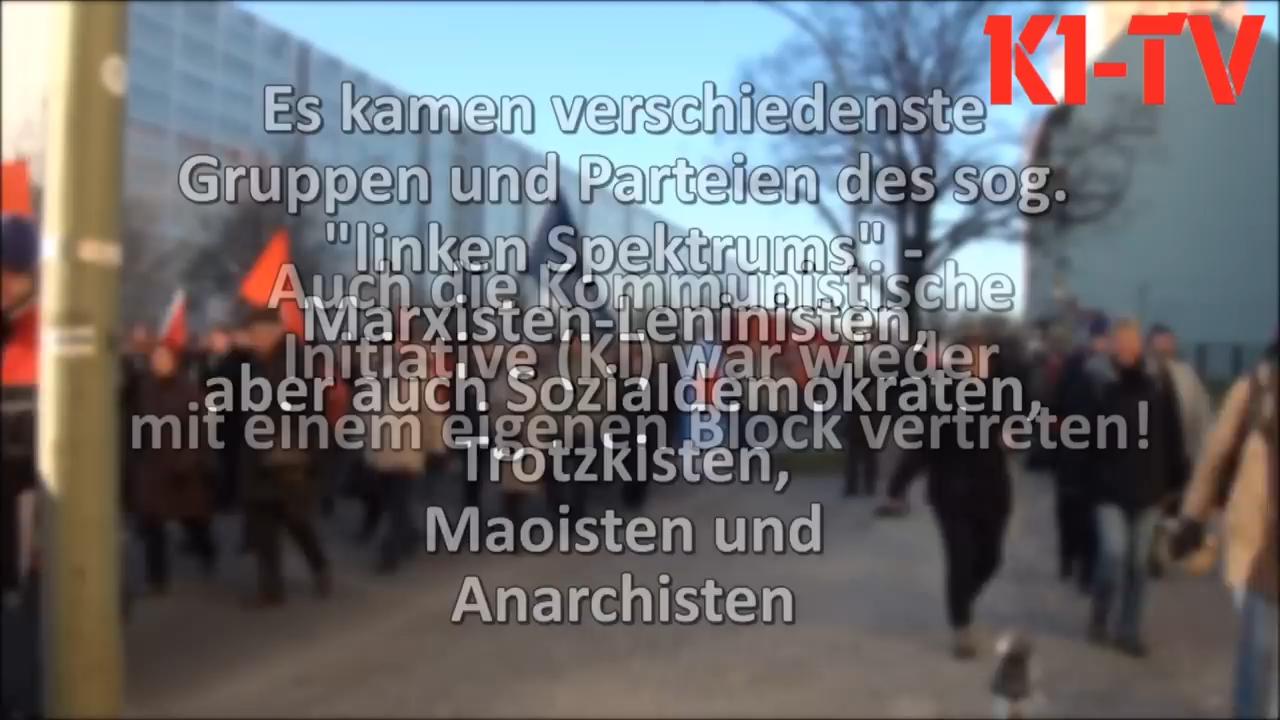 KI-TV
Es kamen verschiedenste
Gruppen und Parteien des sog.
"linken Spektrums" -
Marxisten-Leninisten,
aber auch Sozialdemokraten,
Trotzkisten,
Maoisten und
Anarchisten
Auch die Kommunistische
Initiative (KI) war wieder
mit einem eigenen Block vertreten!